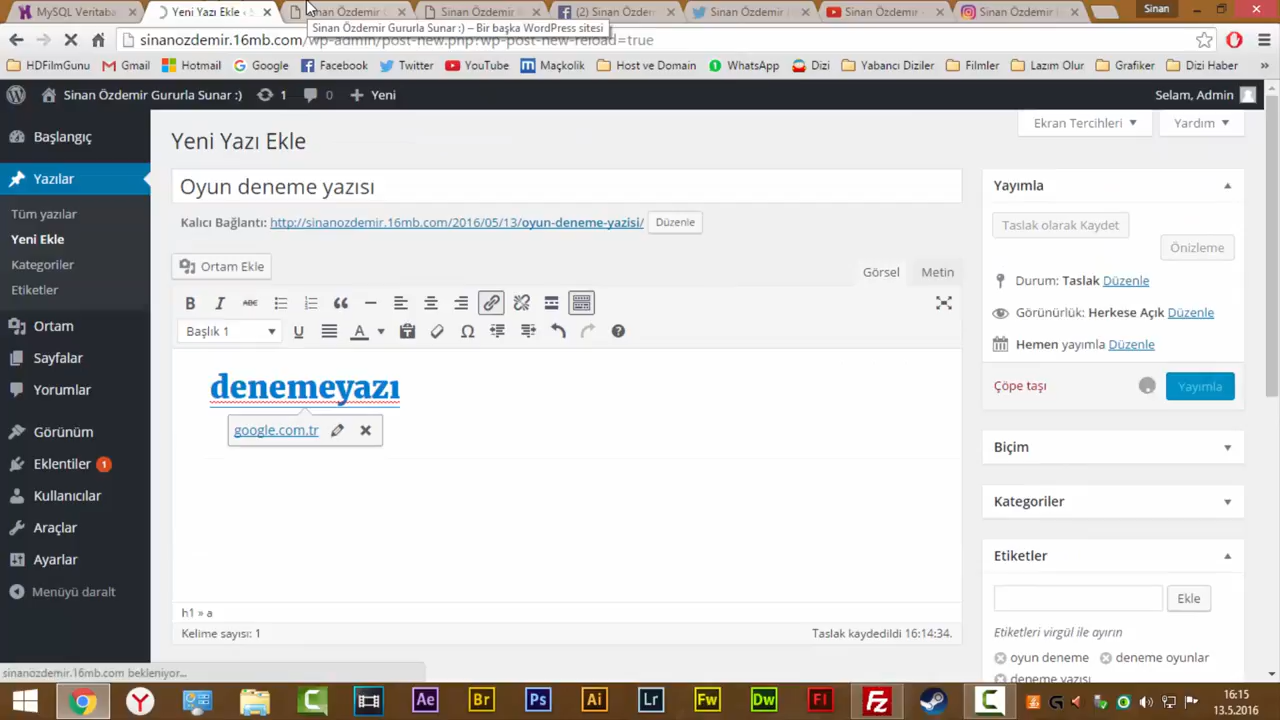 MySQL Veritaba
Yeni Yazı Ekle ‹
Sinan Özdemir G
Sinan Özdemir
(2) Sinan Özdem
Sinan Özdemir
Sinan Özdemir
Sinan Özdemir
Sinan
Sinan Özdemir Gururla Sunar :) – Bir başka WordPress sitesi
sinanozdemir.16mb.com/wp-admin/post-new.php?wp-post-new-reload=true
HDFilmGunu
Gmail
Hotmail
Google
Facebook
Twitter
YouTube
Maçkolik
Host ve Domain
WhatsApp
Dizi
Yabancı Diziler
Filmler
Lazım Olur
Grafiker
Dizi Haber
»
Sinan Özdemir Gururla Sunar :)
1
0
Yeni
Selam, Admin
Başlangıç
Yazılar
Tüm yazılar
Yeni Ekle
Kategoriler
Etiketler
Ortam
Sayfalar
Yorumlar
Görünüm
Eklentiler 1
Kullanıcılar
Araçlar
Ayarlar
Menüyü daralt
Ekran Tercihleri
Yardım
Yeni Yazı Ekle
Oyun deneme yazısı
Kalıcı Bağlantı: http://sinanozdemir.16mb.com/2016/05/13/oyun-deneme-yazisi/ Düzenle
Ortam Ekle
Görsel
Metin
B I ABC
Başlık 1
U
A
Ω
denemeyazı
google.com.tr
h1 » a
Kelime sayısı: 1
Taslak kaydedildi 16:14:34.
Yayımla
Taslak olarak Kaydet
Önizleme
Durum: Taslak Düzenle
Görünürlük: Herkese Açık Düzenle
Hemen yayımla Düzenle
Çöpe taşı
Yayımla
Biçim
Kategoriler
Etiketler
Ekle
Etiketleri virgül ile ayırın
oyun deneme
deneme oyunlar
deneme yazısı
sinanozdemir.16mb.com bekleniyor...
Ae
Br
Ps
Ai
Lr
Fw
Dw
Fl
Fz
16:15
13.5.2016